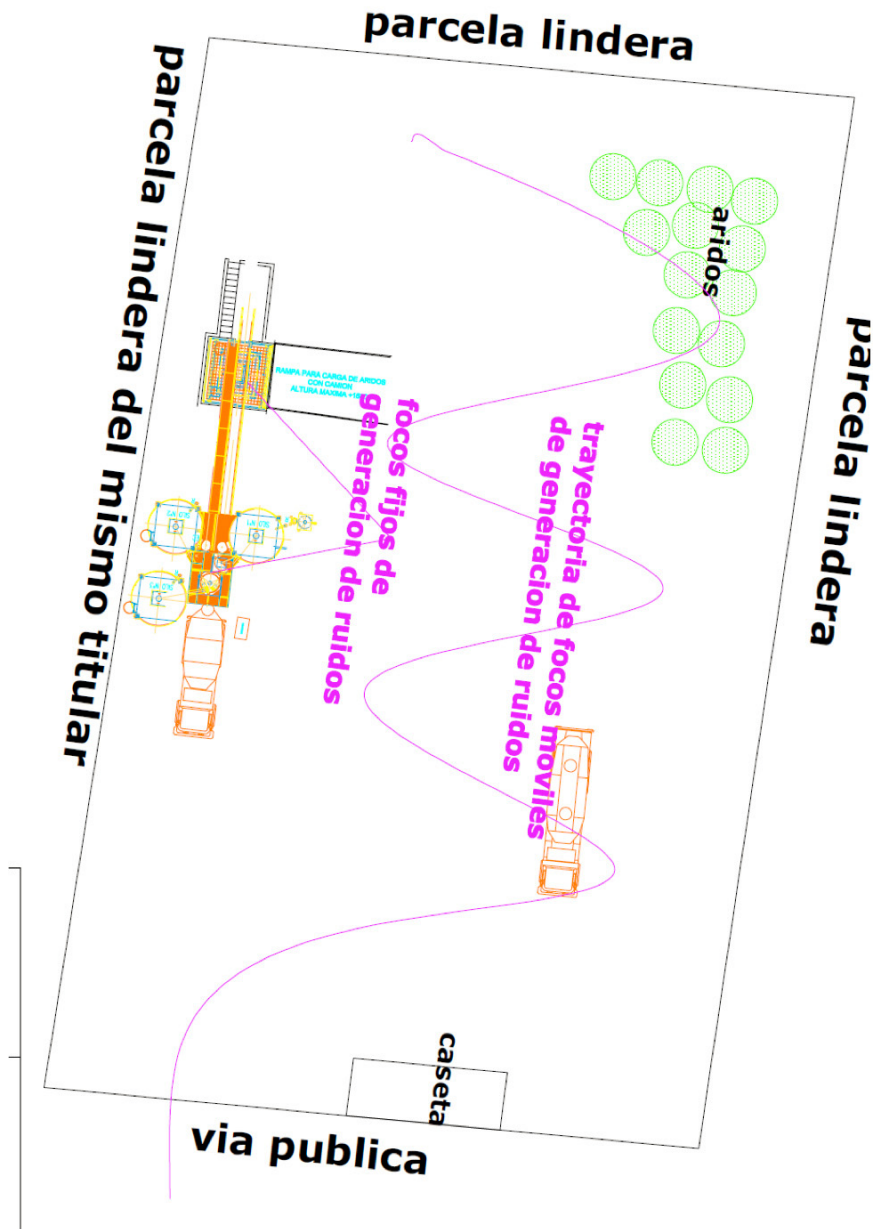 parcela lindera
parcela lindera del mismo titular
aridos
parcela lindera
RAMPA PARA CARGA DE ARIDOS
CON CAMION
focos fijos de
generacion de ruidos
trayectoria de focos moviles
de generacion de ruidos
caseta
via publica